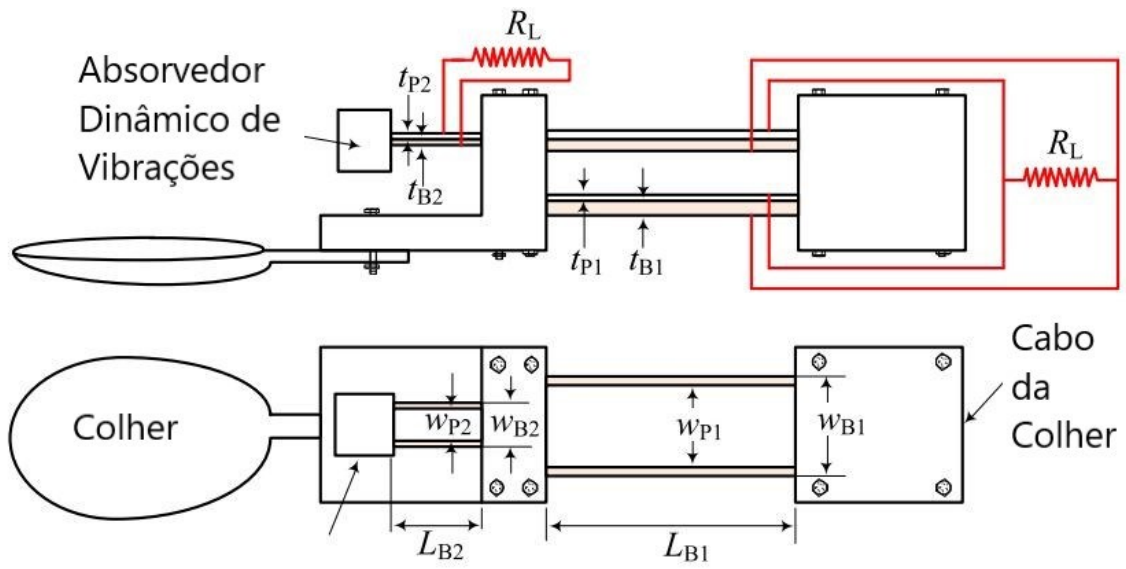 R_L
Absorvedor
Dinâmico de
Vibrações
t_P2
t_B2
R_L
t_P1
t_B1
Cabo
da
Colher
Colher
w_P2
w_B2
w_P1
w_B1
L_B2
L_B1